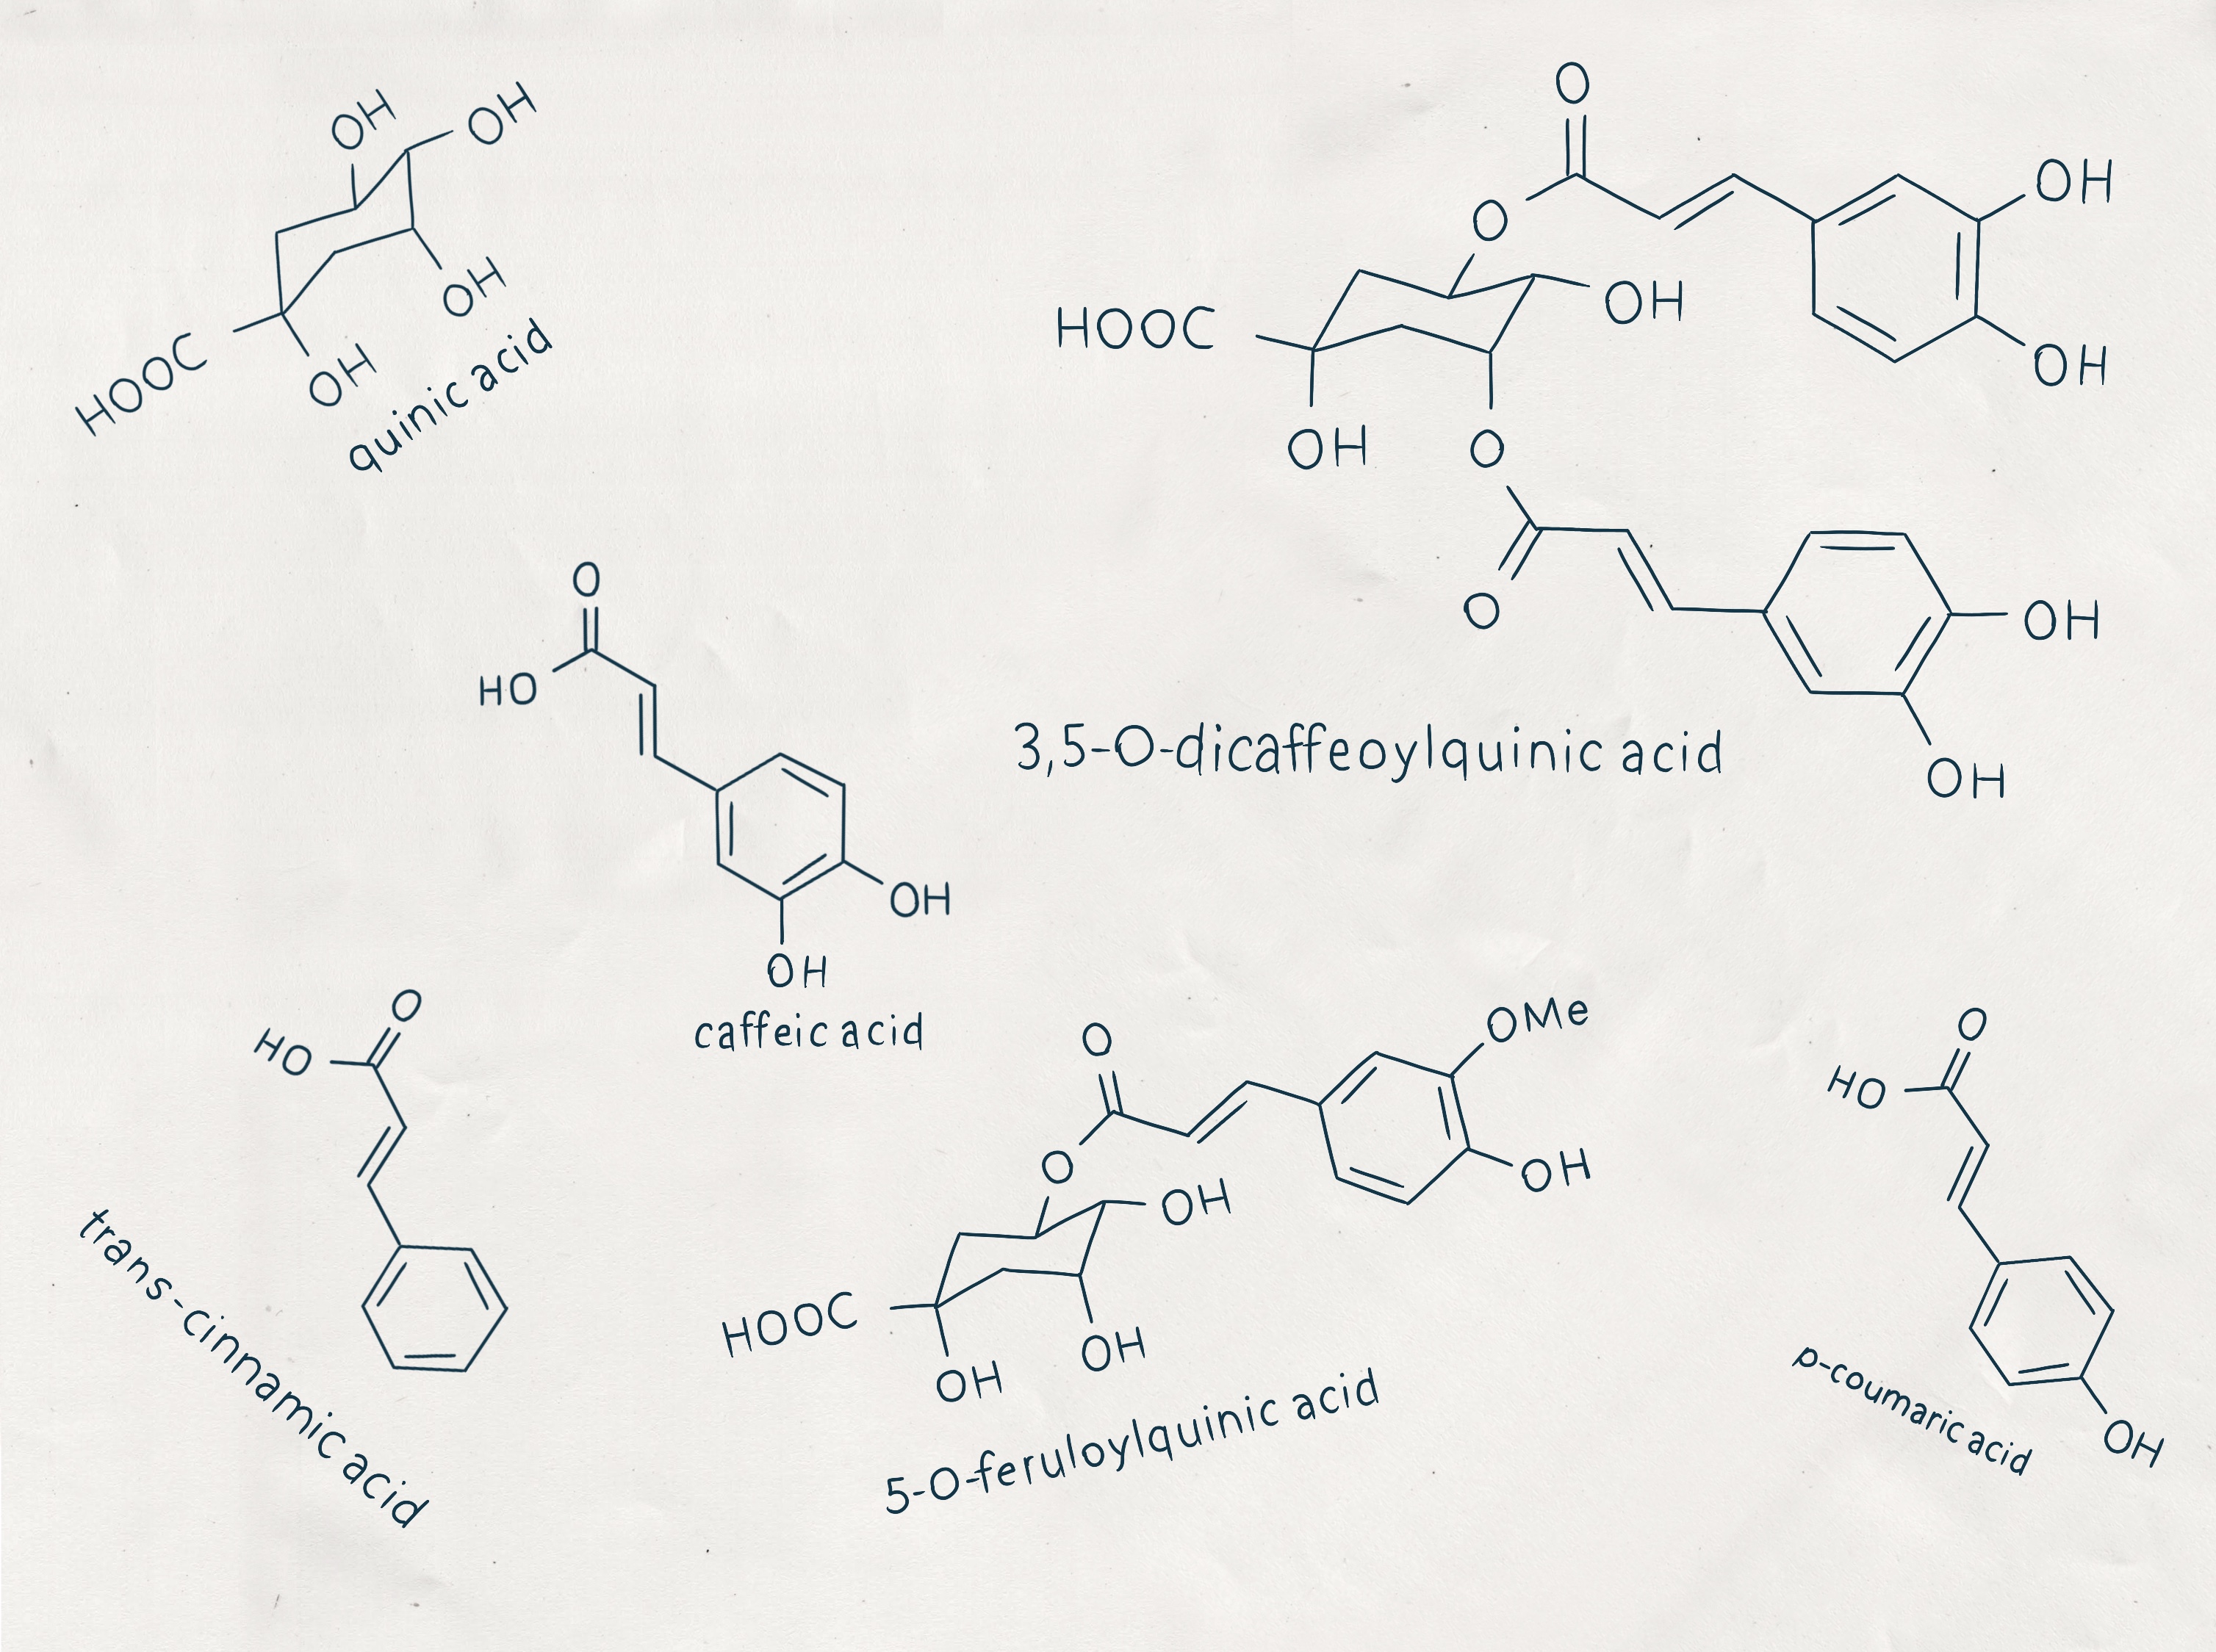 OH
OH
OH
OH
HOOC
quinic acid
O
O
OH
OH
HOOC
OH
OH
O
O
OH
OH
3,5-O-dicaffeoylquinic acid
O
HO
OH
OH
caffeic acid
O
HO
trans-cinnamic acid
O
O
OMe
OH
OH
HOOC
OH
OH
5-O-feruloylquinic acid
O
HO
OH
p-coumaric acid